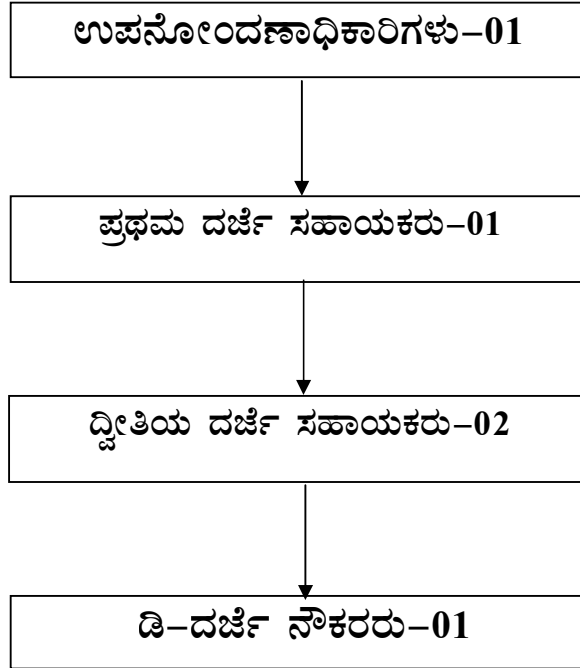 ಉಪನೋಂದಣಾಧಿಕಾರಿಗಳು–01
ಪ್ರಥಮ ದರ್ಜೆ ಸಹಾಯಕರು–01
ದ್ವೀತಿಯ ದರ್ಜೆ ಸಹಾಯಕರು–02
ಡಿ–ದರ್ಜೆ ನೌಕರರು–01